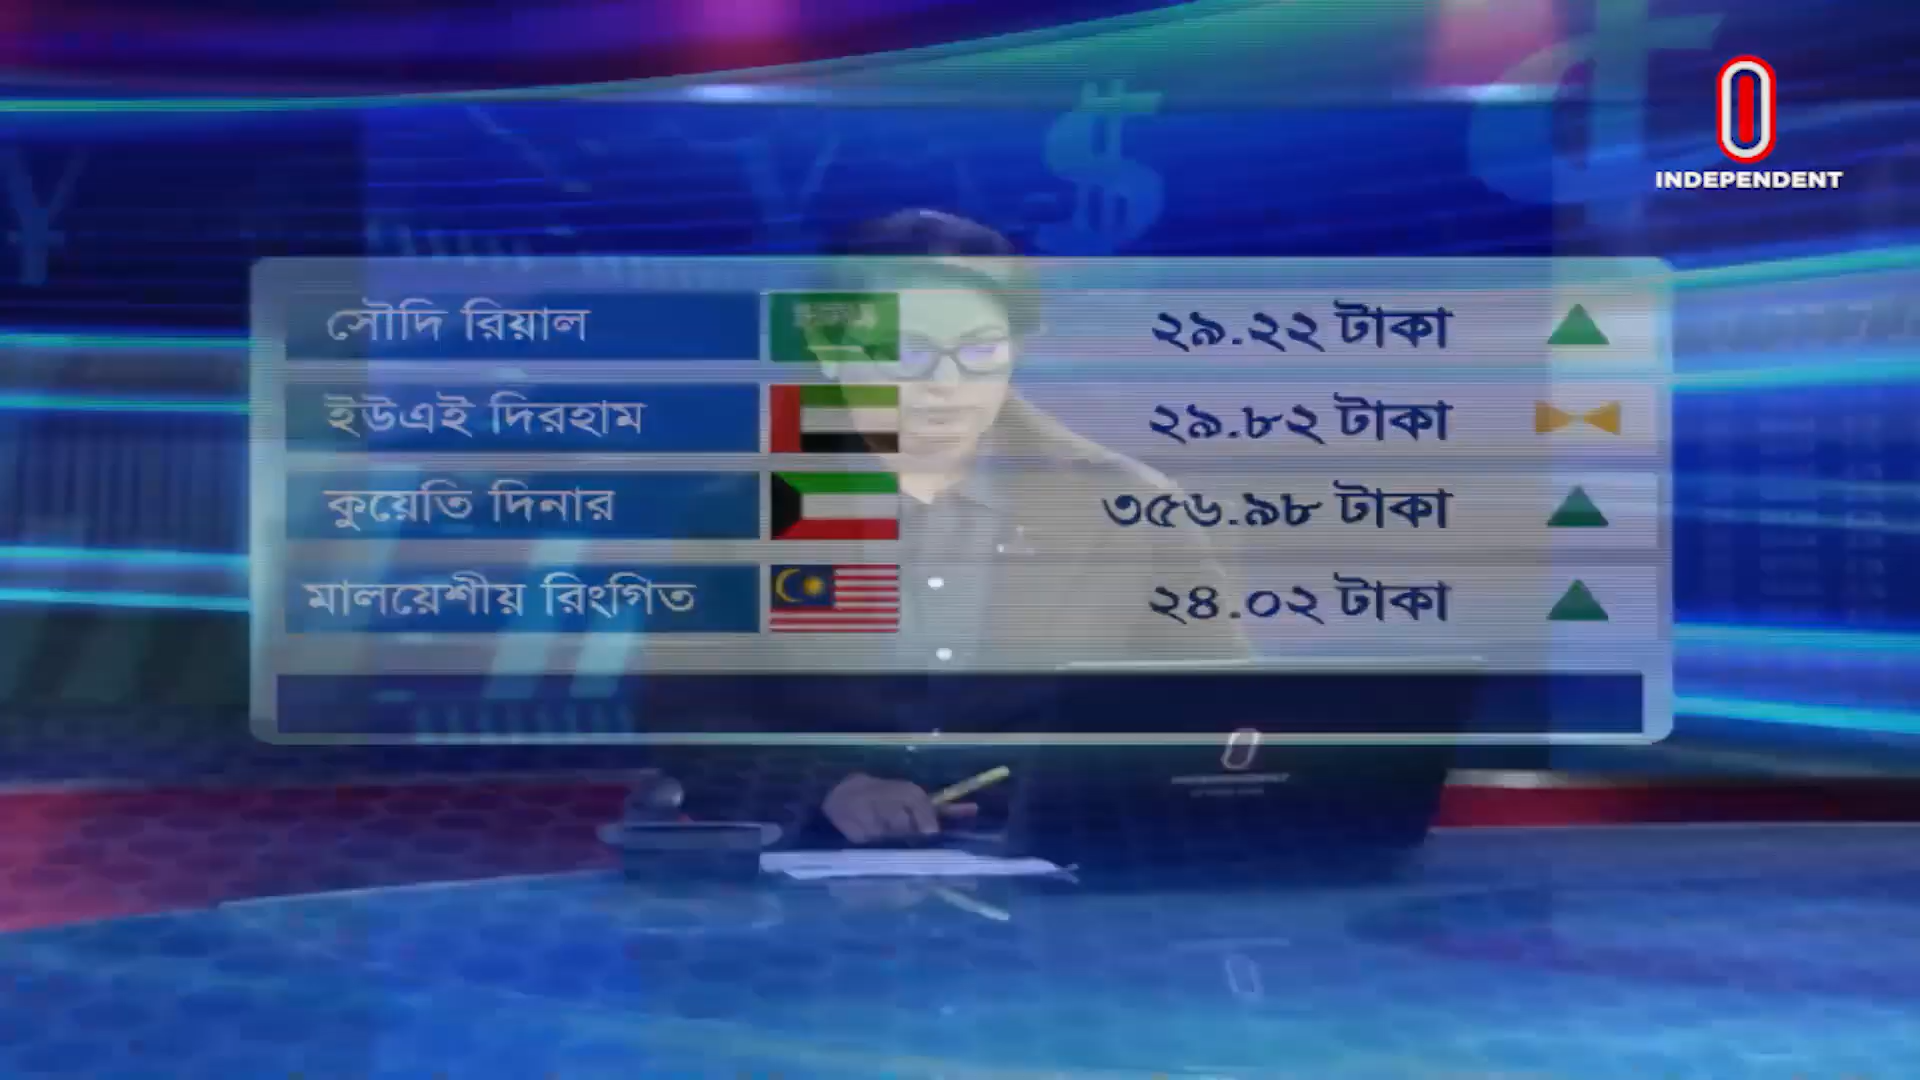 INDEPENDENT
সৌদি রিয়াল ২৯.২২ টাকা
ইউএই দিরহাম ২৯.৮২ টাকা
কুয়েতি দিনার ৩৫৬.৯৮ টাকা
মালয়েশীয় রিংগিত ২৪.০২ টাকা